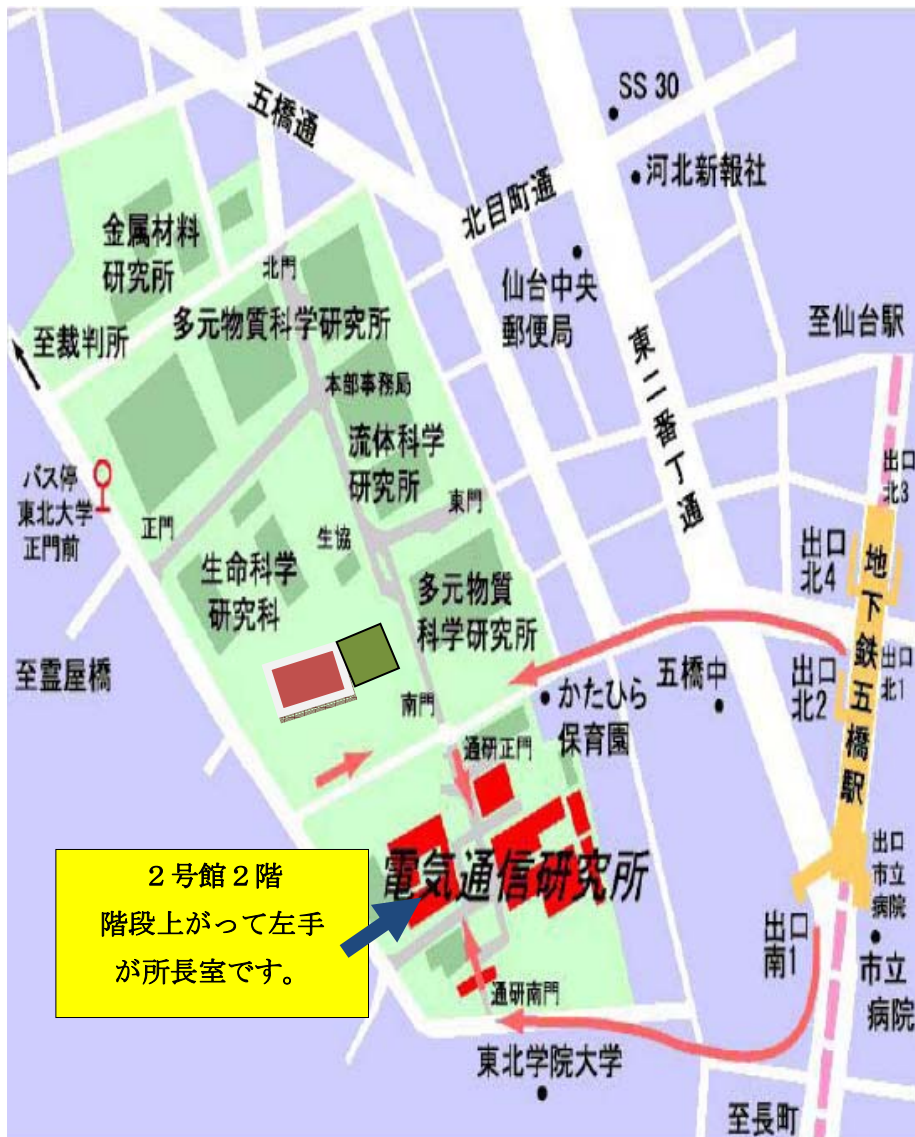 SS 30
五橋通
河北新報社
北目町通
金属材料
研究所
北門
仙台中央
郵便局
多元物質科学研究所
至仙台駅
至裁判所
東二番丁通
本部事務局
流体科学
研究所
出口
北3
バス停
東北大学
正門前
東門
正門
生協
出口
北4
地下鉄五橋駅
生命科学
研究科
多元物質
科学研究所
出口
北1
至霊屋橋
五橋中
出口
北2
かたひら
保育園
南門
通研正門
2号館2階
階段上がって左手
が所長室です。
電気通信研究所
出口
市立
病院
出口
南1
市立
病院
通研南門
東北学院大学
至長町